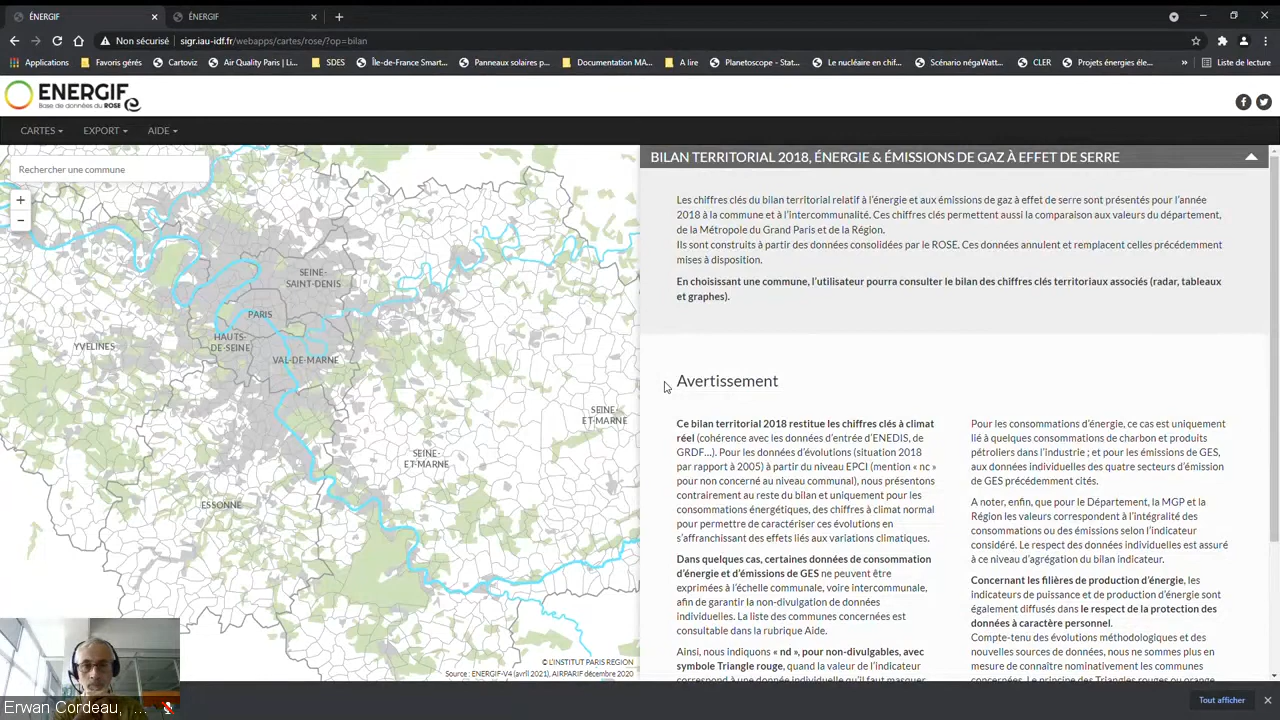 ÉNERGIF
ÉNERGIF
Non sécurisé
sigr.iau-idf.fr/webapps/cartes/rose/?op=bilan
Applications
Favoris gérés
Cartoviz
Air Quality Paris | Li...
SDES
Île-de-France Smart...
Panneaux solaires p...
Documentation MA...
A lire
Planetoscope - Stat...
Le nucléaire en chif...
Scénario négaWatt...
CLER
Projets énergies éle...
»
Liste de lecture
ENERGIF
Base de données du ROSE
CARTES
EXPORT
AIDE
Rechercher une commune
+
−
SEINE-
SAINT-DENIS
PARIS
HAUTS-
DE-SEINE
YVELINES
VAL-DE-MARNE
SEINE-
ET-MARNE
SEINE-
ET-MARNE
ESSONNE
© L'INSTITUT PARIS REGION
Source : ENERGIF-V4 (avril 2021), AIRPARIF décembre 2020
BILAN TERRITORIAL 2018, ÉNERGIE & ÉMISSIONS DE GAZ À EFFET DE SERRE
Les chiffres clés du bilan territorial relatif à l'énergie et aux émissions de gaz à effet de serre sont présentés pour l'année
2018 à la commune et à l'intercommunalité. Ces chiffres clés permettent aussi la comparaison aux valeurs du département,
de la Métropole du Grand Paris et de la Région.
Ils sont construits à partir des données consolidées par le ROSE. Ces données annulent et remplacent celles précédemment
mises à disposition.
En choisissant une commune, l'utilisateur pourra consulter le bilan des chiffres clés territoriaux associés (radar, tableaux
et graphes).
Avertissement
Ce bilan territorial 2018 restitue les chiffres clés à climat
réel (cohérence avec les données d'entrée d'ENEDIS, de
GRDF...). Pour les données d'évolutions (situation 2018
par rapport à 2005) à partir du niveau EPCI (mention « nc »
pour non concerné au niveau communal), nous présentons
contrairement au reste du bilan et uniquement pour les
consommations énergétiques, des chiffres à climat normal
pour permettre de caractériser ces évolutions en
s'affranchissant des effets liés aux variations climatiques.
Dans quelques cas, certaines données de consommation
d'énergie et d'émissions de GES ne peuvent être
exprimées à l'échelle communale, voire intercommunale,
afin de garantir la non-divulgation de données
individuelles. La liste des communes concernées est
consultable dans la rubrique Aide.
Ainsi, nous indiquons « nd », pour non-divulgables, avec
symbole Triangle rouge, quand la valeur de l'indicateur
correspond à une donnée individuelle qu'il faut masquer
Pour les consommations d'énergie, ce cas est uniquement
lié à quelques consommations de charbon et produits
pétroliers dans l'industrie ; et pour les émissions de GES,
aux données individuelles des quatre secteurs d'émission
de GES précédemment cités.
A noter, enfin, que pour le Département, la MGP et la
Région les valeurs correspondent à l'intégralité des
consommations ou des émissions selon l'indicateur
considéré. Le respect des données individuelles est assuré
à ce niveau d'agrégation du bilan indicateur.
Concernant les filières de production d'énergie, les
indicateurs de puissance et de production d'énergie sont
également diffusés dans le respect de la protection des
données à caractère personnel.
Compte-tenu des évolutions méthodologiques et des
nouvelles sources de données, nous ne sommes plus en
mesure de connaitre nominativement les communes
concernées. Le principe des Triangles rouges ou orange
Erwan Cordeau, ...
Tout afficher